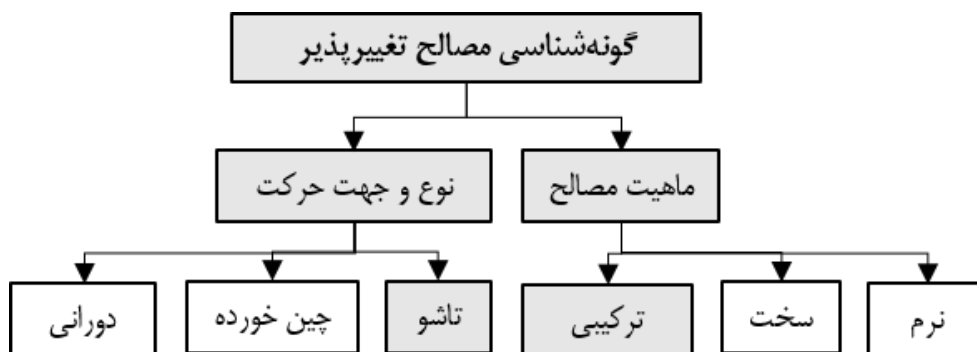 گونه‌شناسی مصالح تغییرپذیر
ماهیت مصالح
نوع و جهت حرکت
نرم
سخت
ترکیبی
تاشو
چین خورده
دورانی